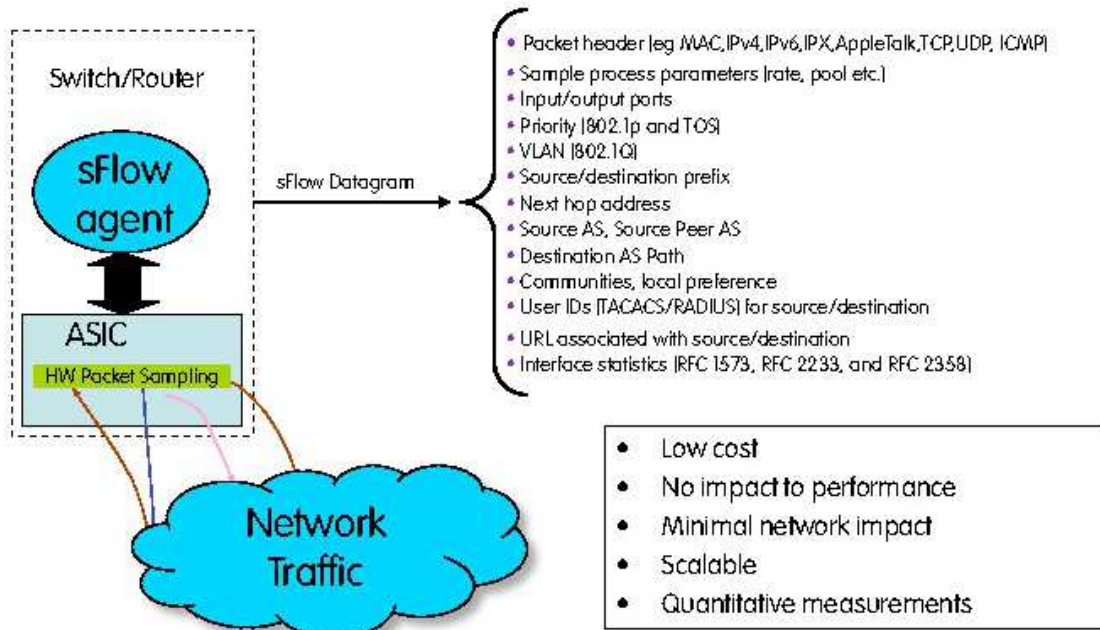 Switch/Router
sFlow
agent
ASIC
HW Packet Sampling
Network
Traffic
sFlow Datagram
• Packet header (eg MAC,IPv4,IPv6,IPX,AppleTalk,TCP,UDP, ICMP)
• Sample process parameters (rate, pool etc.)
• Input/output ports
• Priority (802.1p and TOS)
• VLAN (802.1Q)
• Source/destination prefix
• Next hop address
• Source AS, Source Peer AS
• Destination AS Path
• Communities, local preference
• User IDs (TACACS/RADIUS) for source/destination
• URL associated with source/destination
• Interface statistics (RFC 1573, RFC 2233, and RFC 2358)
• Low cost
• No impact to performance
• Minimal network impact
• Scalable
• Quantitative measurements